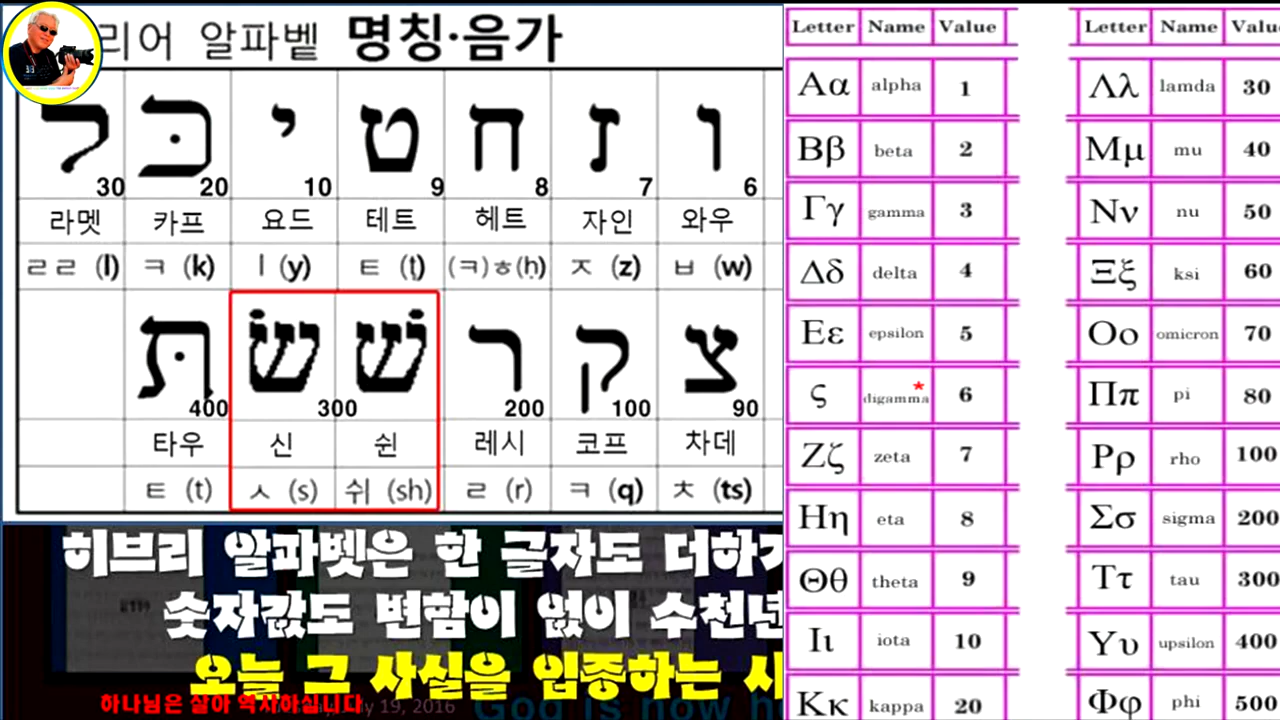 리어 알파벧 명칭·음가
ל כּ י ט ח ז ו
30 20 10 9 8 7 6
라멧 카프 요드 테트 헤트 자인 와우
ㄹㄹ (l) ㅋ (k) ㅣ(y) ㅌ (ṭ) (ㅋ)ㅎ(ḥ) ㅈ (z) ㅂ (w)
תּ שׂ שׁ ר ק צ
400 300 200 100 90
타우 신 쉰 레시 코프 차데
ㅌ (t) ㅅ (s) 쉬 (sh) ㄹ (r) ㅋ (q) ㅊ (ts)
히브리 알파벳은 한 글자도 더하
숫자값도 변함이 없이 수천년
오늘 그 사실을 입증하는 
하나님은 살아 역사하십니다
19, 2016
God is now
Letter Name Value
Αα alpha 1
Ββ beta 2
Γγ gamma 3
Δδ delta 4
Εε epsilon 5
ς digamma* 6
Ζζ zeta 7
Ηη eta 8
Θθ theta 9
Ιι iota 10
Κκ kappa 20
Letter Name Valu
Λλ lamda 30
Μμ mu 40
Νν nu 50
Ξξ ksi 60
Οο omicron 70
Ππ pi 80
Ρρ rho 100
Σσ sigma 200
Ττ tau 300
Υυ upsilon 400
Φφ phi 500